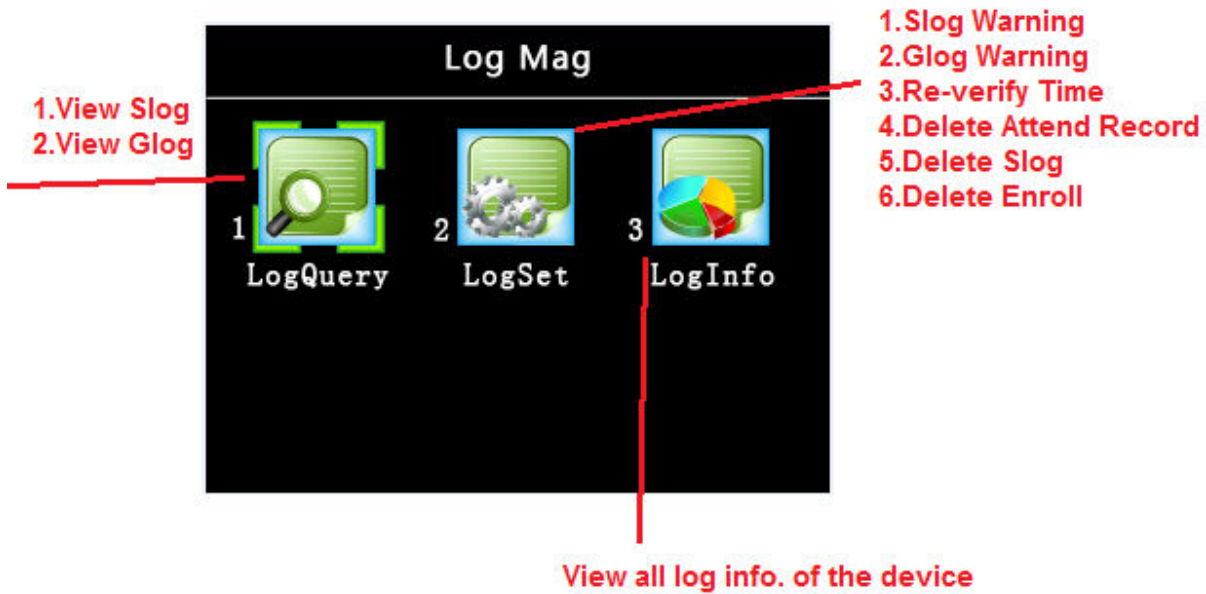 Log Mag
1.View Slog
2.View Glog
1.Slog Warning
2.Glog Warning
3.Re-verify Time
4.Delete Attend Record
5.Delete Slog
6.Delete Enroll
1 LogQuery
2 LogSet
3 LogInfo
View all log info. of the device